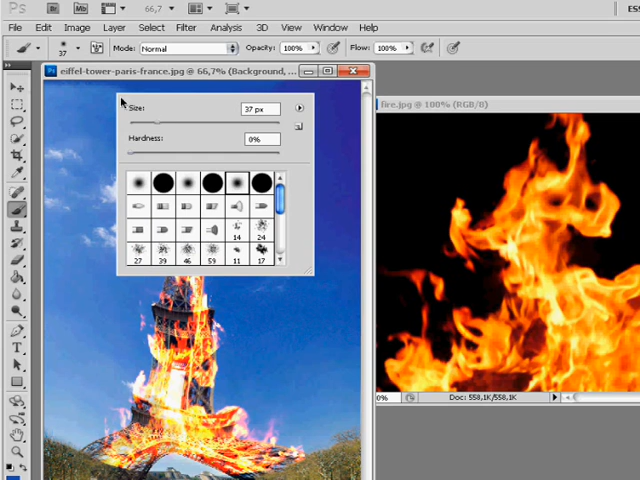 Br Mb 66,7
ESS
File Edit Image Layer Select Filter Analysis 3D View Window Help
37 Mode: Normal Opacity: 100% Flow: 100%
Ps eiffel-tower-paris-france.jpg @ 66,7% (Background, ...
fire.jpg @ 100% (RGB/8)
Size: 37 px
Hardness: 0%
14 24
27 39 46 59 11 17
0% Doc: 558,1K/558,1K
T